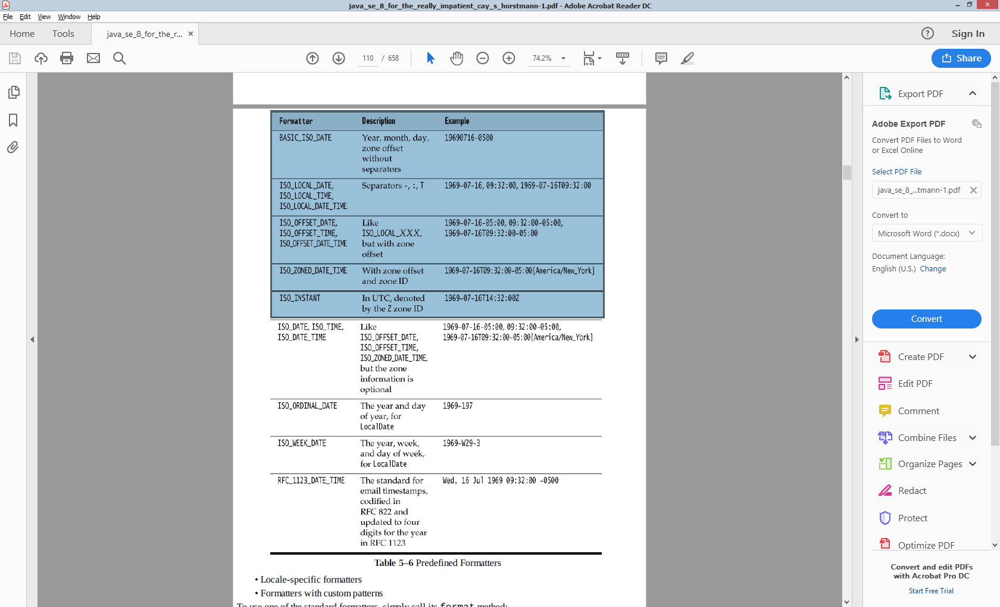 java_se_8_for_the_really_impatient_cay_s_horstmann-1.pdf - Adobe Acrobat Reader DC
File Edit View Window Help
Home Tools java_se_8_for_the_r... × ? Sign In
110 / 658 74.2% Share
Formatter Description Example
BASIC_ISO_DATE Year, month, day, 19690716-0500
zone offset
without
separators
ISO_LOCAL_DATE, Separators -, :, T 1969-07-16, 09:32:00, 1969-07-16T09:32:00
ISO_LOCAL_TIME,
ISO_LOCAL_DATE_TIME
ISO_OFFSET_DATE, Like 1969-07-16-05:00, 09:32:00-05:00,
ISO_OFFSET_TIME, ISO_LOCAL_XXX, 1969-07-16T09:32:00-05:00
ISO_OFFSET_DATE_TIME but with zone
offset
ISO_ZONED_DATE_TIME With zone offset 1969-07-16T09:32:00-05:00[America/New_York]
and zone ID
ISO_INSTANT In UTC, denoted 1969-07-16T14:32:00Z
by the Z zone ID
ISO_DATE, ISO_TIME, Like 1969-07-16-05:00, 09:32:00-05:00,
ISO_DATE_TIME ISO_OFFSET_DATE, 1969-07-16T09:32:00-05:00[America/New_York]
ISO_OFFSET_TIME,
ISO_ZONED_DATE_TIME,
but the zone
information is
optional
ISO_ORDINAL_DATE The year and day 1969-197
of year, for
LocalDate
ISO_WEEK_DATE The year, week, 1969-W29-3
and day of week,
for LocalDate
RFC_1123_DATE_TIME The standard for Wed, 16 Jul 1969 09:32:00 -0500
email timestamps,
codified in
RFC 822 and
updated to four
digits for the year
in RFC 1123
Table 5–6 Predefined Formatters
• Locale-specific formatters
• Formatters with custom patterns
To use one of the standard formatters, simply call its format method:
Export PDF
Adobe Export PDF
Convert PDF Files to Word
or Excel Online
Select PDF File
java_se_8_...tmann-1.pdf
Convert to
Microsoft Word (*.docx)
Document Language:
English (U.S.) Change
Convert
Create PDF
Edit PDF
Comment
Combine Files
Organize Pages
Redact
Protect
Optimize PDF
Convert and edit PDFs
with Acrobat Pro DC
Start Free Trial